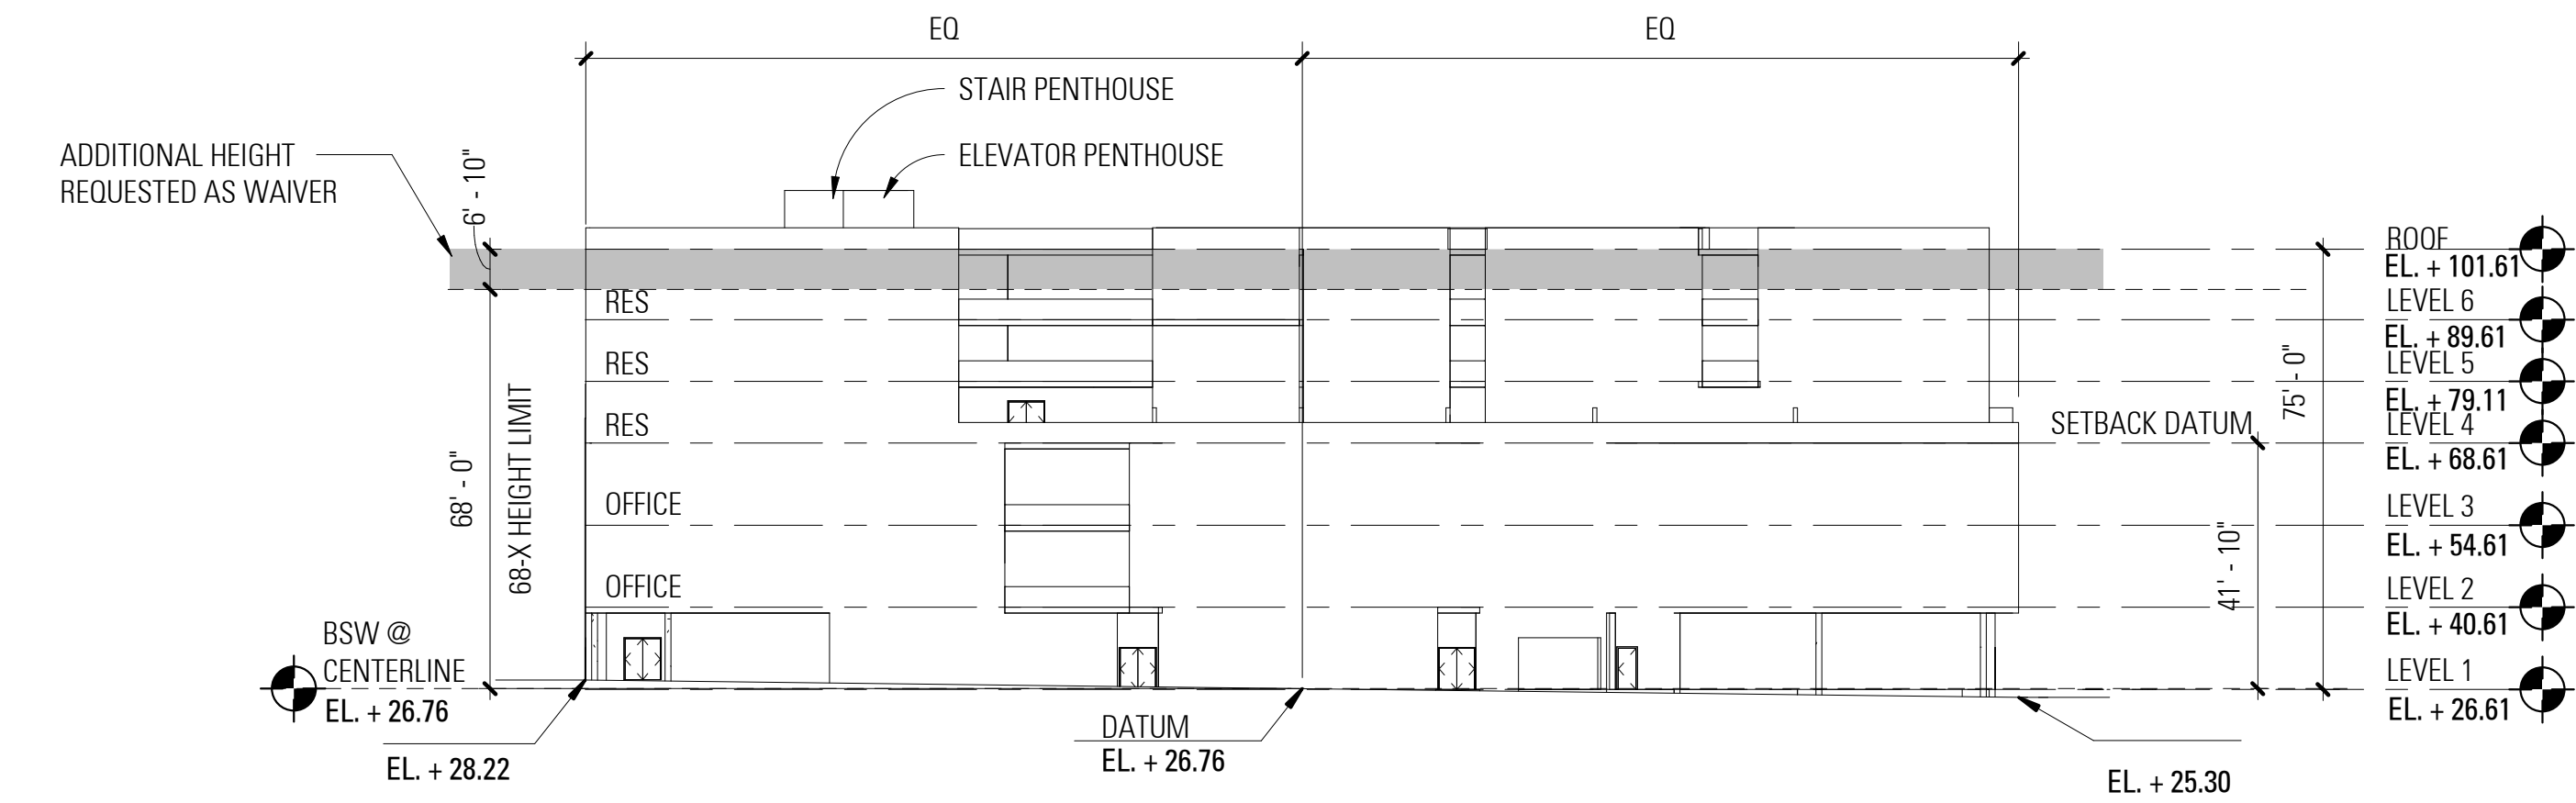 EQ
EQ
STAIR PENTHOUSE
ELEVATOR PENTHOUSE
ADDITIONAL HEIGHT
REQUESTED AS WAIVER
6' - 10"
68' - 0"
68-X HEIGHT LIMIT
RES
RES
RES
OFFICE
OFFICE
BSW @
CENTERLINE
EL. + 26.76
EL. + 28.22
DATUM
EL. + 26.76
EL. + 25.30
SETBACK DATUM
41' - 10"
75' - 0"
ROOF
EL. + 101.61
LEVEL 6
EL. + 89.61
LEVEL 5
EL. + 79.11
LEVEL 4
EL. + 68.61
LEVEL 3
EL. + 54.61
LEVEL 2
EL. + 40.61
LEVEL 1
EL. + 26.61